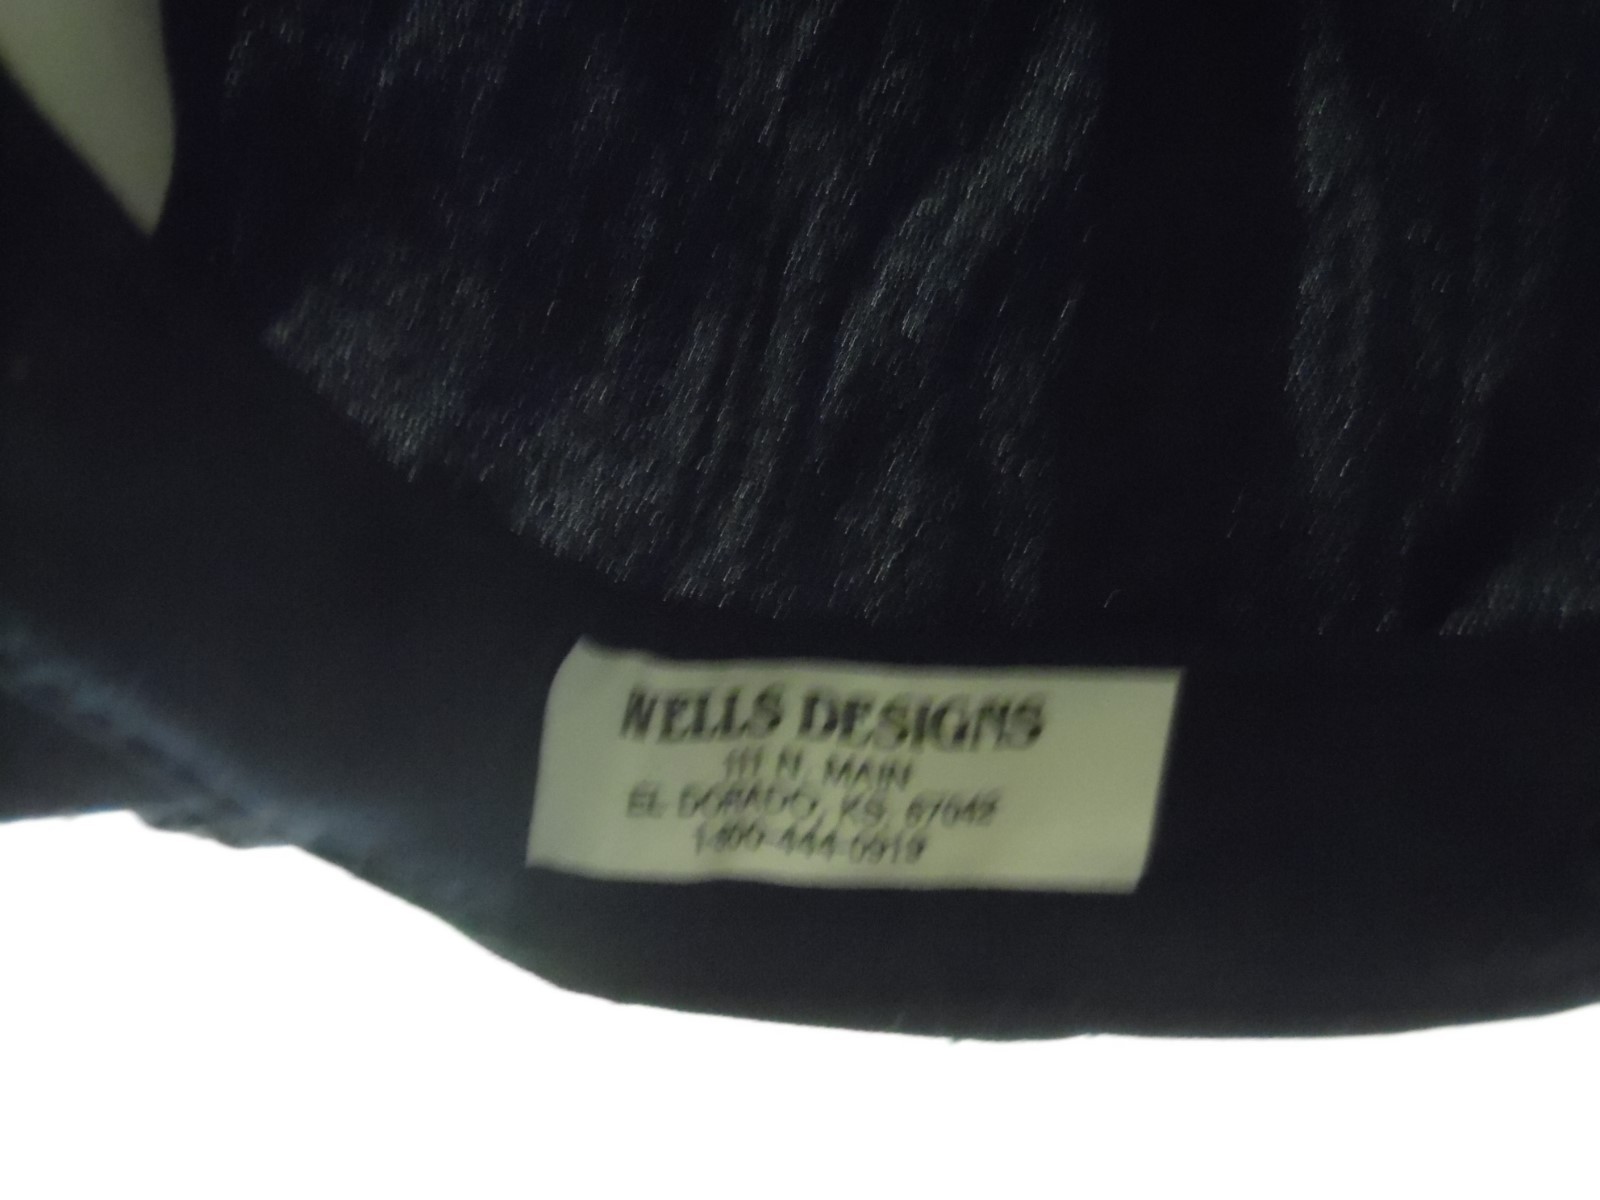 WELLS DESIGNS
111 N. MAIN
EL DORADO, KS. 67042
1-800-444-0919